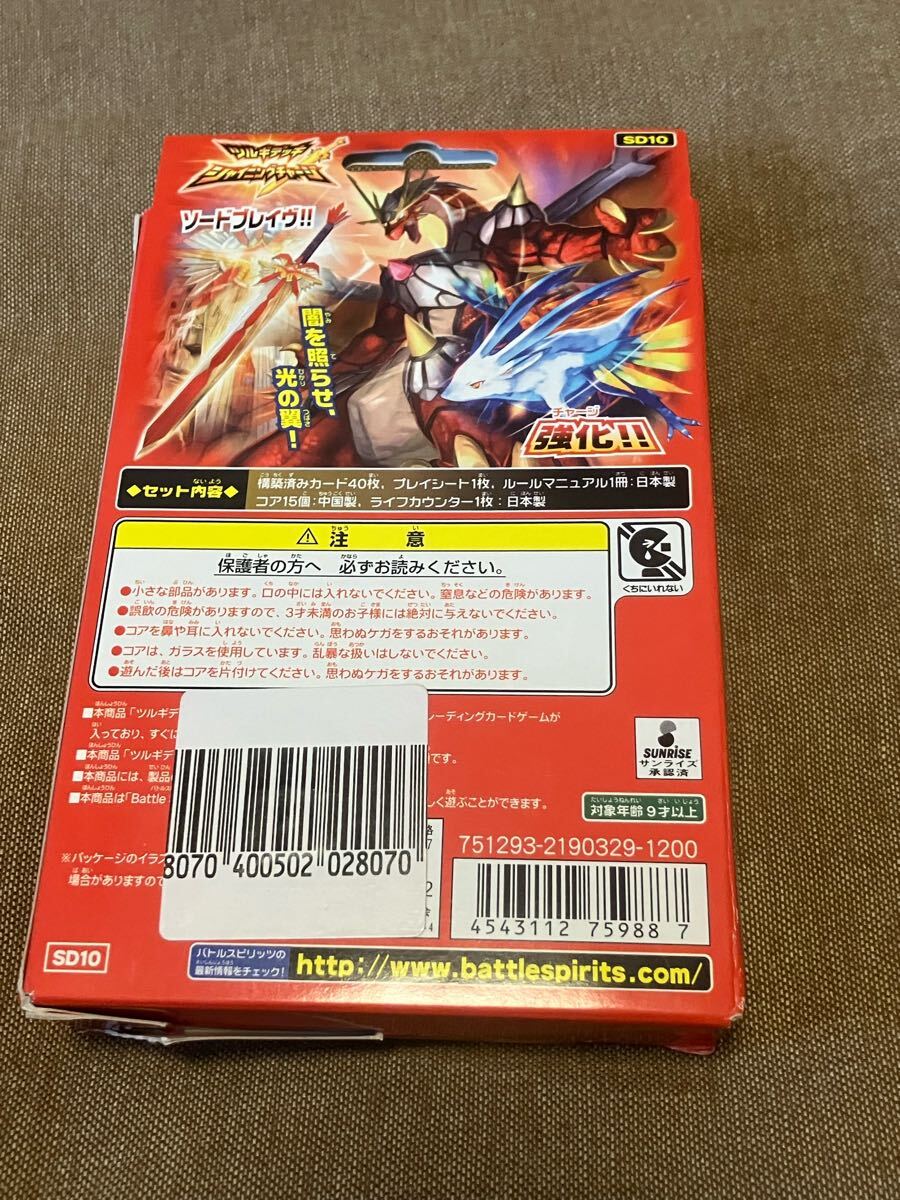 ツルギデッキ
シャイニングチャージ
SD10
ソードブレイヴ!!
闇を照らせ、
光の翼!
強化!!
◆セット内容◆
構築済みカード40枚、プレイシート1枚、ルールマニュアル1冊:日本製
コア15個:中国製、ライフカウンター1枚:日本製
⚠注 意
保護者の方へ 必ずお読みください。
●小さな部品があります。口の中には入れないでください。窒息などの危険があります。
●誤飲の危険がありますので、3才未満のお子様には絶対に与えないでください。
●コアを鼻や耳に入れないでください。思わぬケガをするおそれがあります。
●コアは、ガラスを使用しています。乱暴な扱いはしないでください。
●遊んだ後はコアを片付けてください。思わぬケガをするおそれがあります。
くちにいれない
■本商品「ツルギデ
レーディングカードゲームが
入っており、すぐに
■本商品「ツルギデ
です。
■本商品には、製品
■本商品は「Battle
しく遊ぶことができます。
SUNRISE
サンライズ
承認済
対象年齢 9才以上
※パッケージのイラス
場合がありますので
8070 400502 028070
751293-2190329-1200
4543112 75988 7
SD10
バトルスピリッツの
最新情報をチェック!
http://www.battlespirits.com/